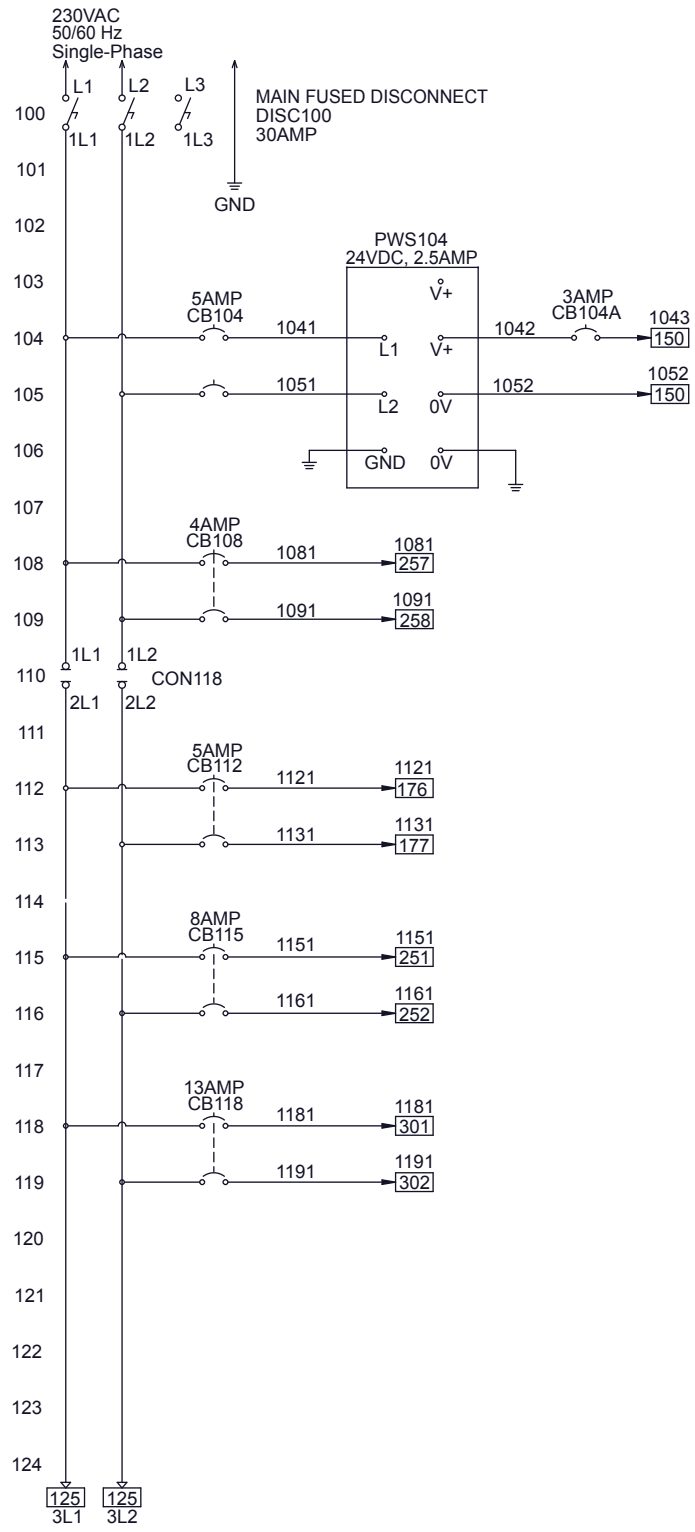 230VAC
50/60 Hz
Single-Phase
L1
L2
L3
MAIN FUSED DISCONNECT
100
DISC100
1L1
1L2
1L3
30AMP
101
GND
102
PWS104
24VDC, 2.5AMP
103
V+
5AMP
CB104
3AMP
CB104A
104
1041
L1
V+
1042
1043
150
105
1051
L2
0V
1052
1052
150
106
GND
0V
107
4AMP
CB108
108
1081
1081
257
109
1091
1091
258
1L1
1L2
110
CON118
2L1
2L2
111
5AMP
CB112
112
1121
1121
176
113
1131
1131
177
114
8AMP
CB115
115
1151
1151
251
116
1161
1161
252
117
13AMP
CB118
118
1181
1181
301
119
1191
1191
302
120
121
122
123
124
125
125
3L1
3L2